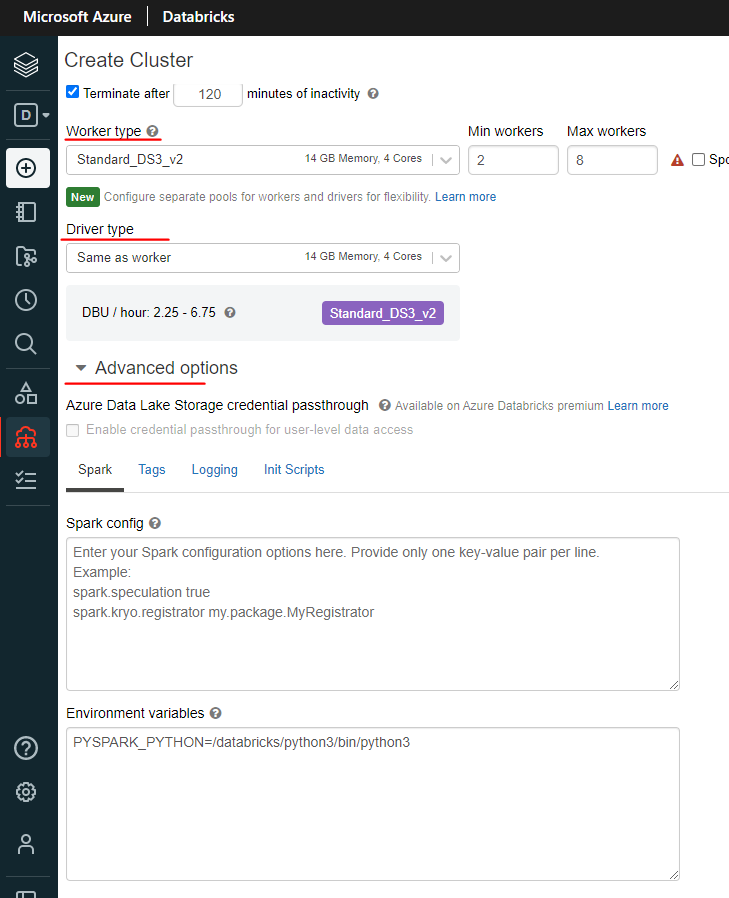 Microsoft Azure | Databricks
Create Cluster
Terminate after 120 minutes of inactivity
Worker type Min workers Max workers
Standard_DS3_v2 14 GB Memory, 4 Cores 2 8 Spo
New Configure separate pools for workers and drivers for flexibility. Learn more
Driver type
Same as worker 14 GB Memory, 4 Cores
DBU / hour: 2.25 - 6.75 Standard_DS3_v2
Advanced options
Azure Data Lake Storage credential passthrough Available on Azure Databricks premium Learn more
Enable credential passthrough for user-level data access
Spark Tags Logging Init Scripts
Spark config
Enter your Spark configuration options here. Provide only one key-value pair per line.
Example:
spark.speculation true
spark.kryo.registrator my.package.MyRegistrator
Environment variables
PYSPARK_PYTHON=/databricks/python3/bin/python3
D